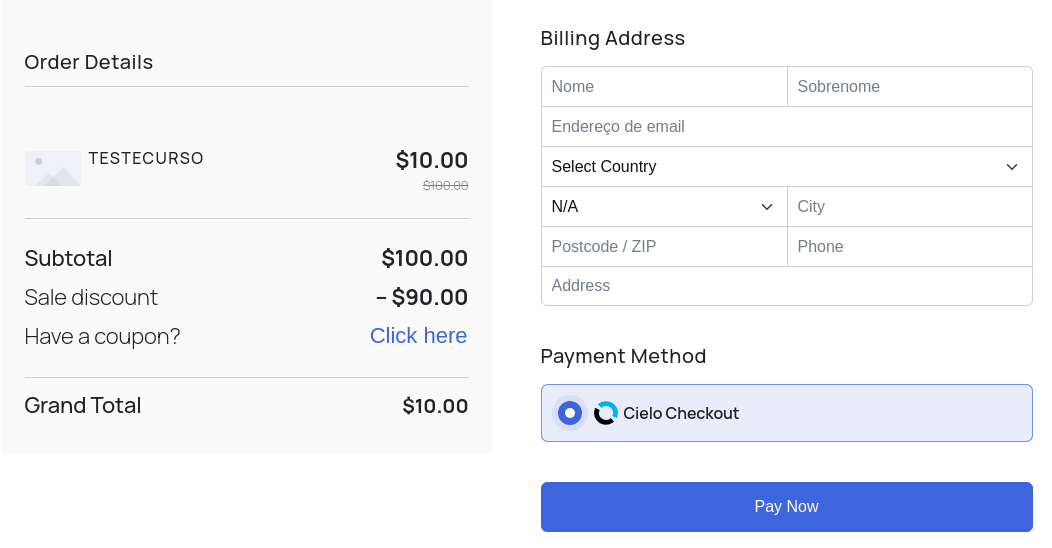 Order Details
TESTECURSO $10.00
$100.00
Subtotal $100.00
Sale discount – $90.00
Have a coupon? Click here
Grand Total $10.00
Billing Address
Nome Sobrenome
Endereço de email
Select Country
N/A City
Postcode / ZIP Phone
Address
Payment Method
Cielo Checkout
Pay Now